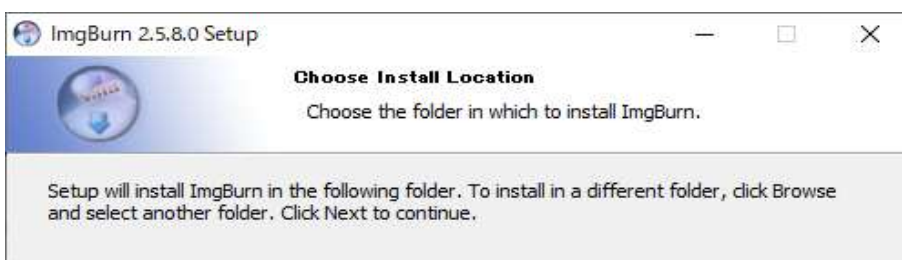 ImgBurn 2.5.8.0 Setup
Choose Install Location
Choose the folder in which to install ImgBurn.
Setup will install ImgBurn in the following folder. To install in a different folder, click Browse
and select another folder. Click Next to continue.